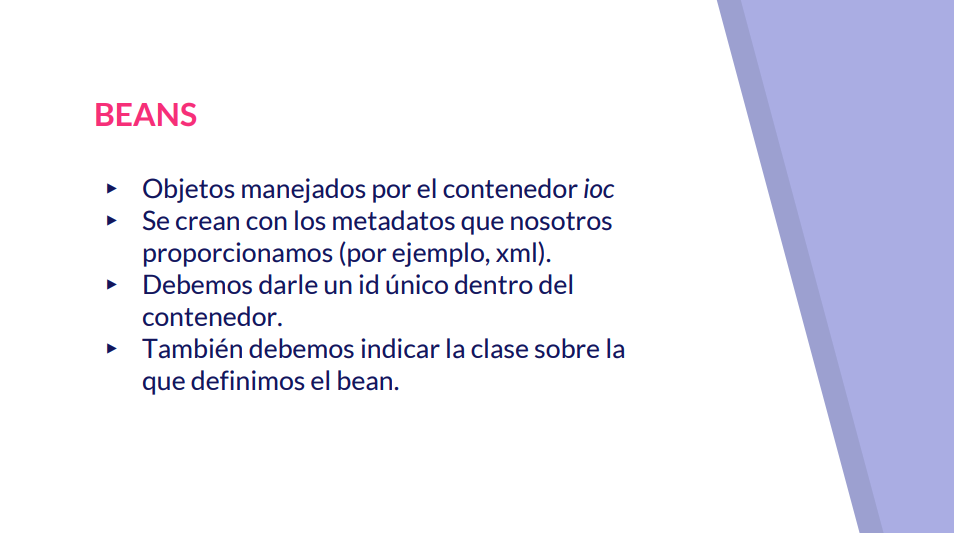 BEANS
▸ Objetos manejados por el contenedor ioc
▸ Se crean con los metadatos que nosotros
proporcionamos (por ejemplo, xml).
▸ Debemos darle un id único dentro del
contenedor.
▸ También debemos indicar la clase sobre la
que definimos el bean.